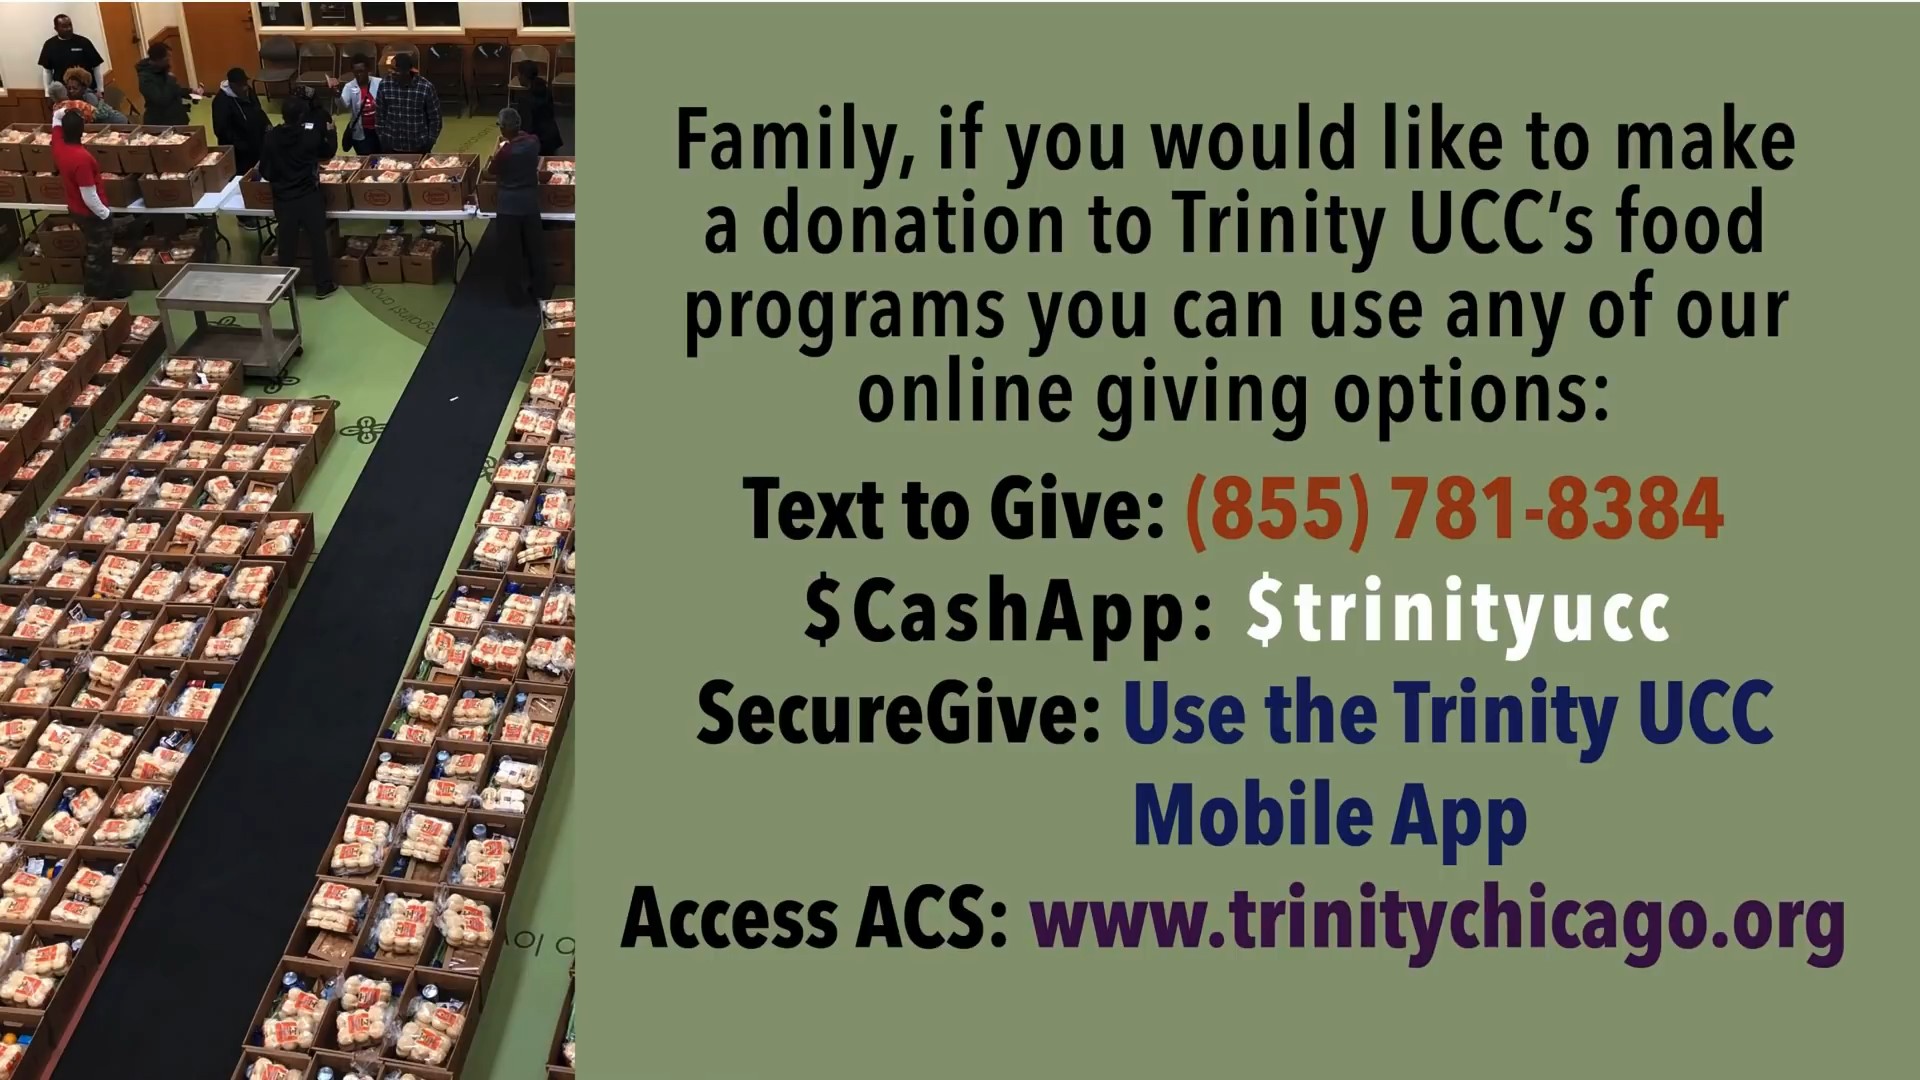 Family, if you would like to make
a donation to Trinity UCC’s food
programs you can use any of our
online giving options:
Text to Give: (855) 781-8384
$CashApp: $trinityucc
SecureGive: Use the Trinity UCC
Mobile App
Access ACS: www.trinitychicago.org
against